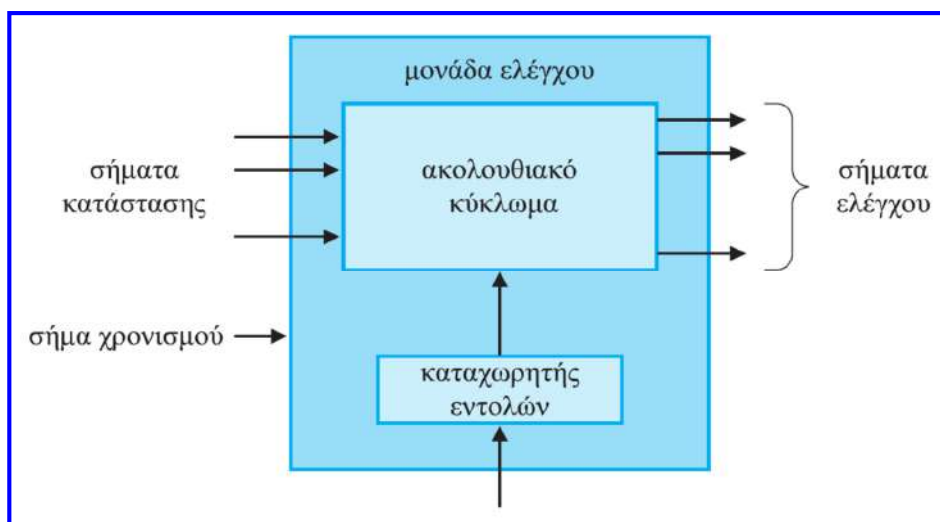 μονάδα ελέγχου
σήματα
κατάστασης
ακολουθιακό
κύκλωμα
σήματα
ελέγχου
σήμα χρονισμού
καταχωρητής
εντολών